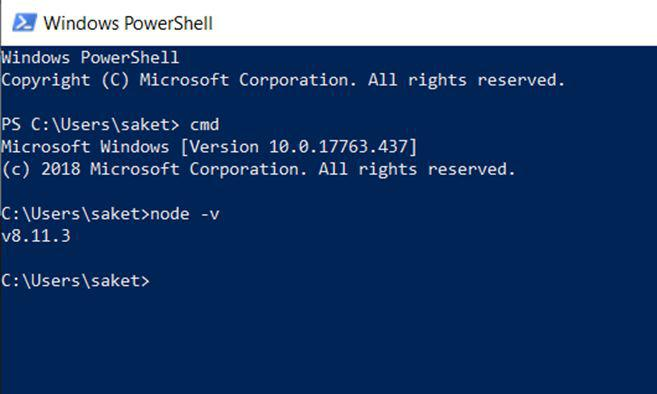 Windows PowerShell
Windows PowerShell
Copyright (C) Microsoft Corporation. All rights reserved.
PS C:\Users\saket> cmd
Microsoft Windows [Version 10.0.17763.437]
(c) 2018 Microsoft Corporation. All rights reserved.
C:\Users\saket>node -v
v8.11.3
C:\Users\saket>